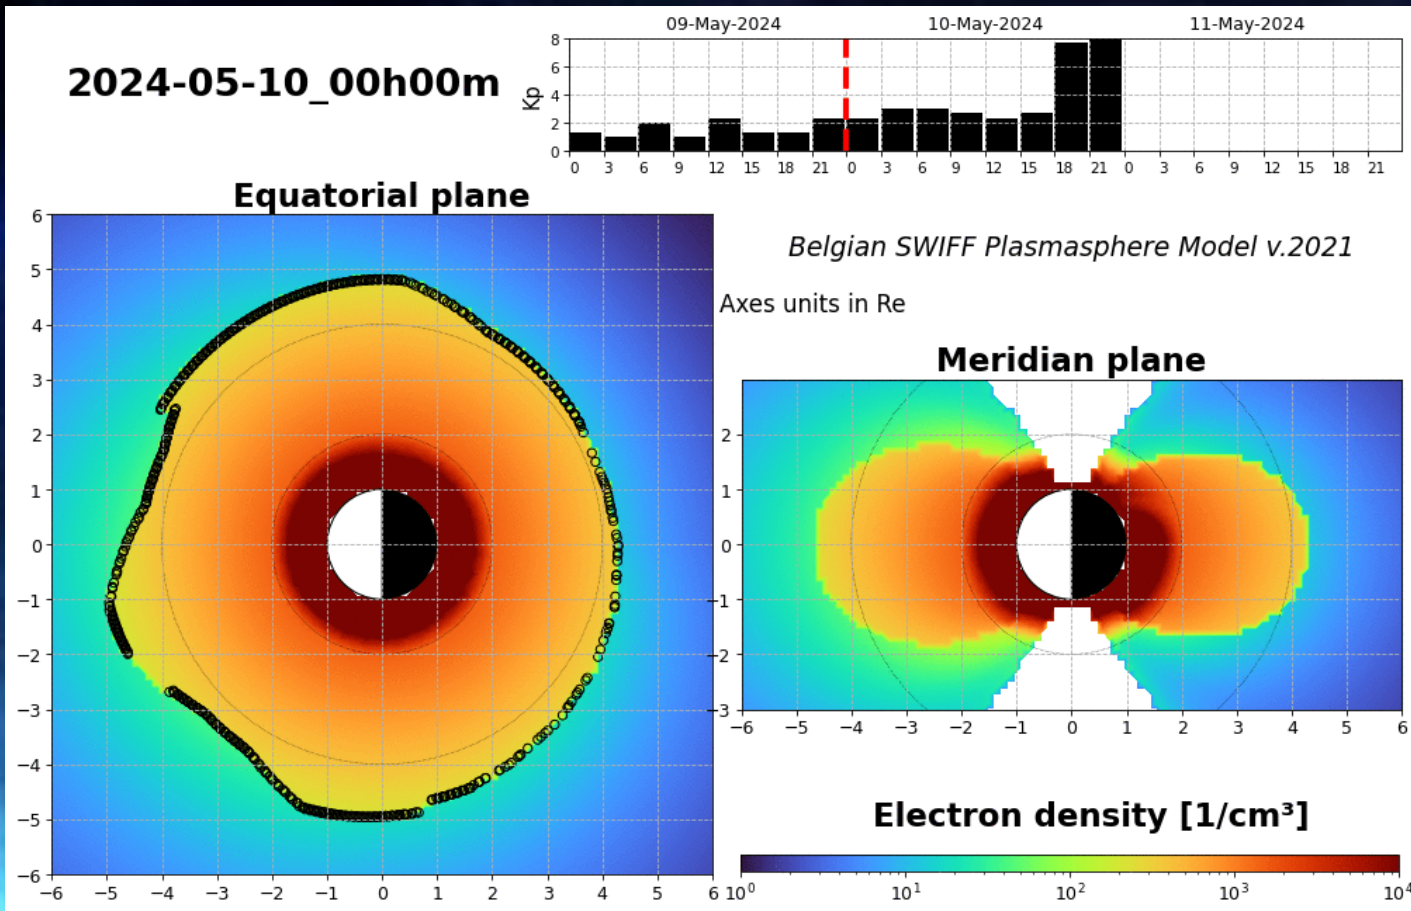 09-May-2024 10-May-2024 11-May-2024
2024-05-10_00h00m
Kp
8
6
4
2
0
0 3 6 9 12 15 18 21 0 3 6 9 12 15 18 21 0 3 6 9 12 15 18 21
Equatorial plane
6
5
4
3
2
1
0
−1
−2
−3
−4
−5
−6
−6 −5 −4 −3 −2 −1 0 1 2 3 4 5 6
Belgian SWIFF Plasmasphere Model v.2021
Axes units in Re
Meridian plane
2
1
0
−1
−2
−3
−6 −5 −4 −3 −2 −1 0 1 2 3 4 5 6
Electron density [1/cm³]
10⁰ 10¹ 10² 10³ 10⁴